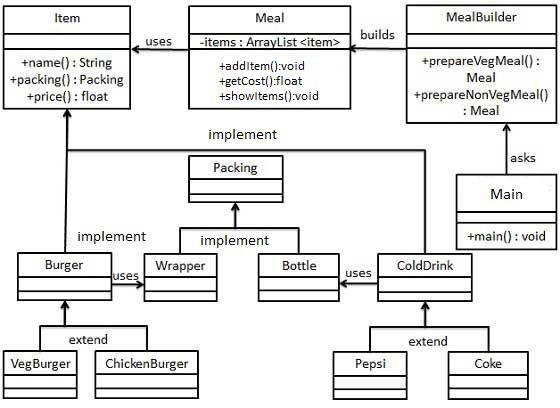 Item
+name() : String
+packing() : Packing
+price() : float
uses
Meal
-items : ArrayList <item>
+addItem():void
+getCost():float
+showItems():void
builds
MealBuilder
+prepareVegMeal() :
Meal
+prepareNonVegMeal()
: Meal
asks
Main
+main() : void
implement
Packing
implement
implement
Burger
uses
Wrapper
Bottle
uses
ColdDrink
extend
extend
VegBurger
ChickenBurger
Pepsi
Coke